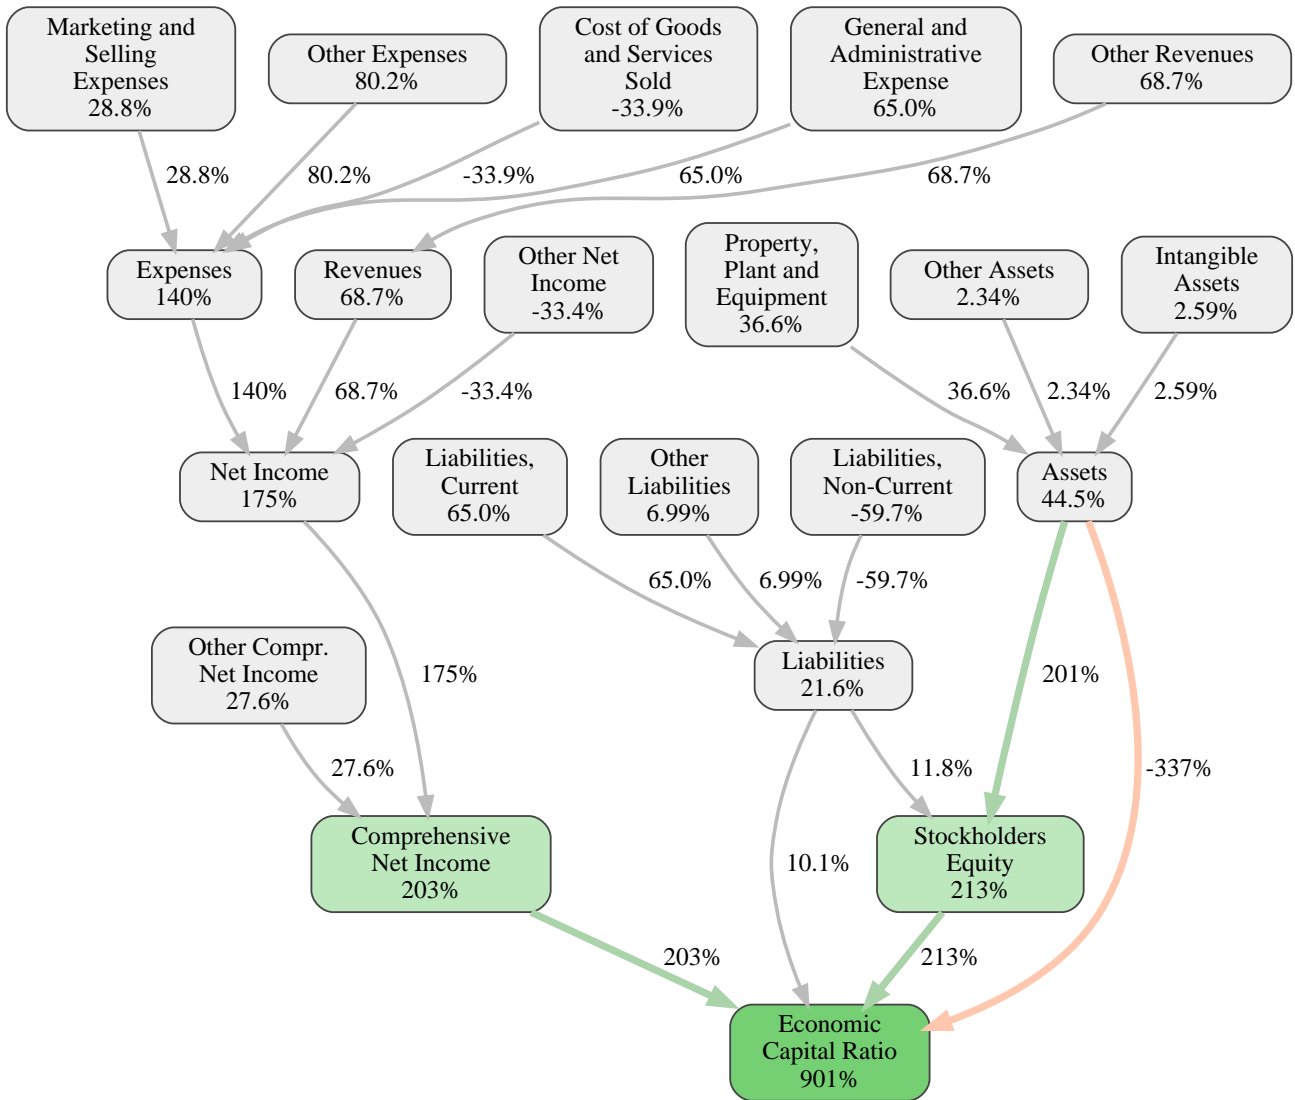 Marketing and
Selling
Expenses
28.8%
Other Expenses
80.2%
Cost of Goods
and Services
Sold
-33.9%
General and
Administrative
Expense
65.0%
Other Revenues
68.7%
28.8%
80.2%
-33.9%
65.0%
68.7%
Expenses
140%
Revenues
68.7%
Other Net
Income
-33.4%
Property,
Plant and
Equipment
36.6%
Other Assets
2.34%
Intangible
Assets
2.59%
140%
68.7%
-33.4%
36.6%
2.34%
2.59%
Net Income
175%
Liabilities,
Current
65.0%
Other
Liabilities
6.99%
Liabilities,
Non-Current
-59.7%
Assets
44.5%
65.0%
6.99%
-59.7%
Other Compr.
Net Income
27.6%
175%
Liabilities
21.6%
201%
27.6%
11.8%
-337%
Comprehensive
Net Income
203%
10.1%
Stockholders
Equity
213%
203%
213%
Economic
Capital Ratio
901%